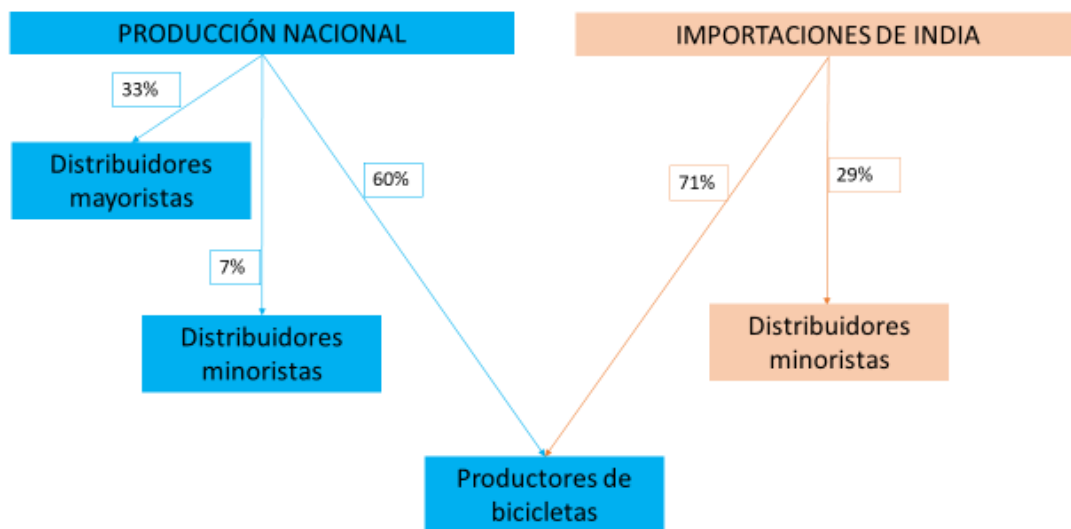 PRODUCCIÓN NACIONAL
IMPORTACIONES DE INDIA
33%
Distribuidores
mayoristas
60%
71%
29%
7%
Distribuidores
minoristas
Distribuidores
minoristas
Productores de
bicicletas